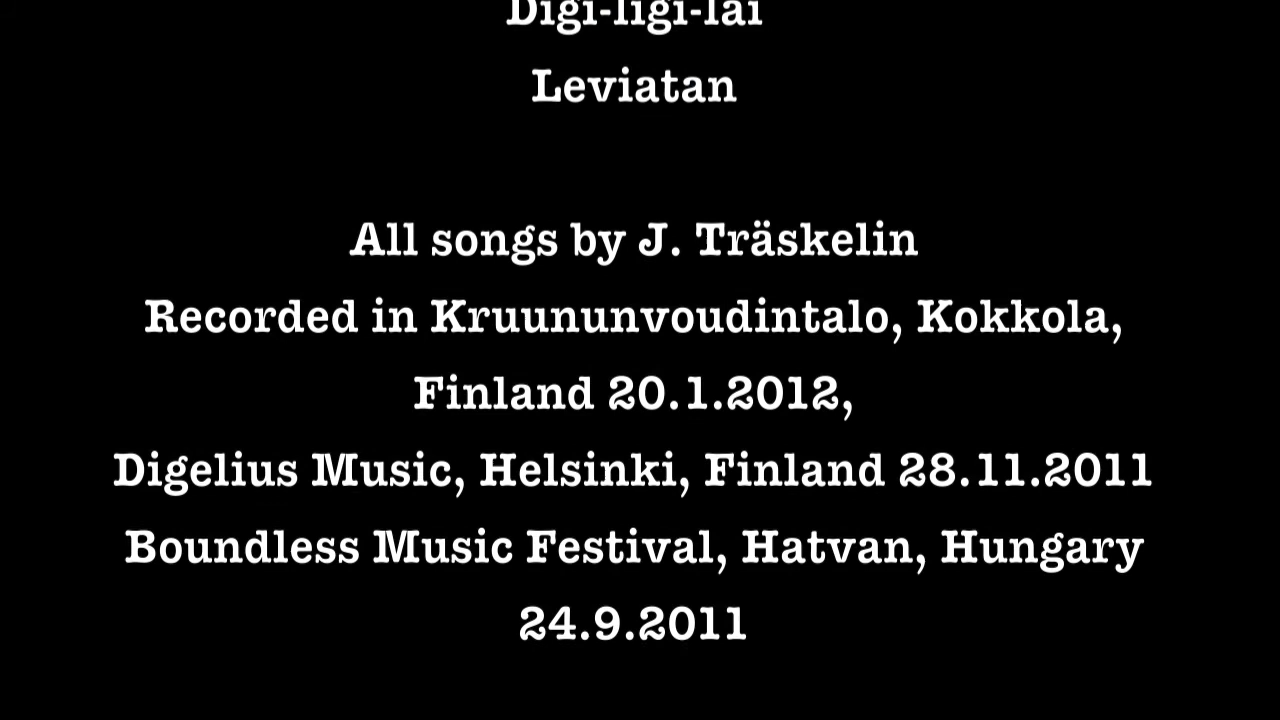 Digi-ligi-lai
Leviatan
All songs by J. Träskelin
Recorded in Kruununvoudintalo, Kokkola,
Finland 20.1.2012,
Digelius Music, Helsinki, Finland 28.11.2011
Boundless Music Festival, Hatvan, Hungary
24.9.2011